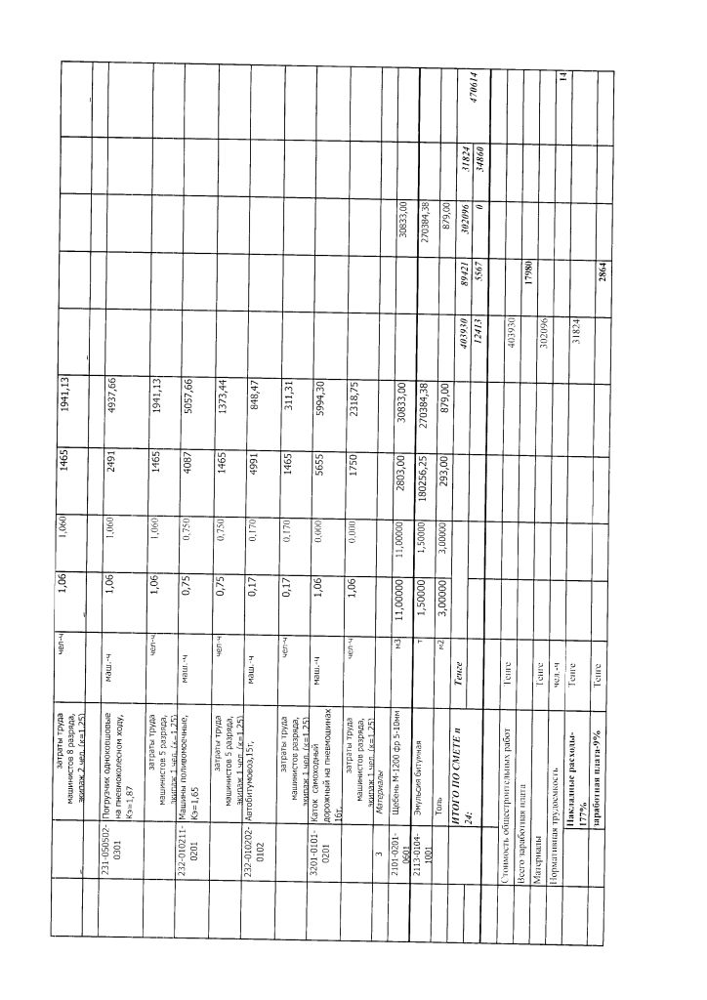 затраты труда машинистов 8 разряда, экипаж 2 чел. (к=1,25) чел-ч 1,06 1,060 1465 1941,13
231-050502-0301 Погрузчик одноковшовые на пневмоколесном ходу, Кэ=1,87 маш.-ч 1,06 1,060 2491 4937,66
затраты труда машинистов 5 разряда, экипаж 1 чел. (к=1,25) чел-ч 1,06 1,060 1465 1941,13
232-010211-0201 Машины поливомоечные, Кэ=1,65 маш.-ч 0,75 0,750 4087 5057,66
затраты труда машинистов 5 разряда, экипаж 1 чел. (к=1,25) чел-ч 0,75 0,750 1465 1373,44
232-010202-0102 Автобитумовоз,15т, маш.-ч 0,17 0,170 4991 848,47
затраты труда машинистов разряда, экипаж 1 чел. (к=1,25) чел-ч 0,17 0,170 1465 311,31
3201-0101-0201 Каток самоходный дорожный на пневмошинах 16т, маш.-ч 1,06 0,000 5655 5994,30
затраты труда машинистов разряда, экипаж 1 чел. (к=1,25) чел-ч 1,06 0,000 1750 2318,75
3 Материалы
2101-0201-0601 Щебень М-1200 фр 5-10мм м3 11,00000 11,00000 2803,00 30833,00 30833,00
2113-0104-1001 Эмульсия битумная т 1,50000 1,50000 180256,25 270384,38 270384,38
Толь м2 3,00000 3,00000 293,00 879,00 879,00
ИТОГО ПО СМЕТЕ п 24: Тенге 403930 89421 302096 31824 470614
12413 5567 0 34860
Стоимость общестроительных работ Тенге 403930
Всего заработная плата 17980
Материалы Тенге 302096
Нормативная трудоемкость чел.-ч 14
Накладные расходы-177% Тенге 31824
заработная плата-9% Тенге 2864